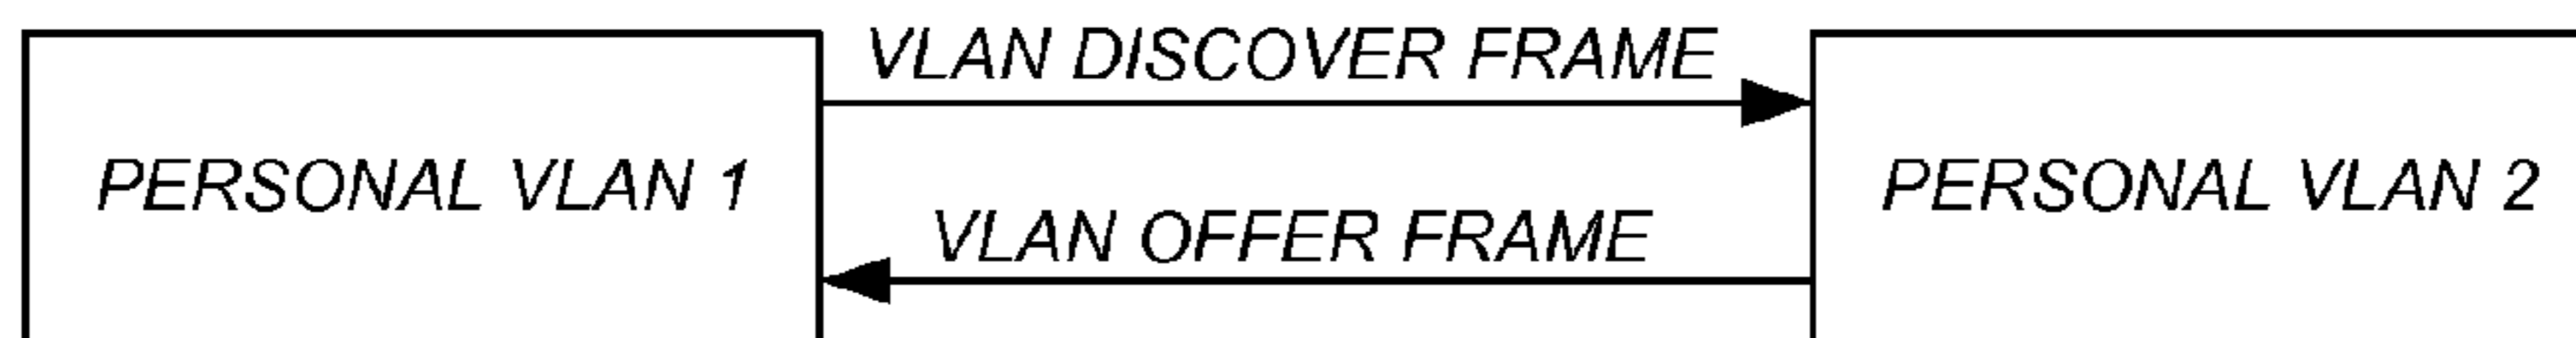 VLAN DISCOVER FRAME
PERSONAL VLAN 1
PERSONAL VLAN 2
VLAN OFFER FRAME